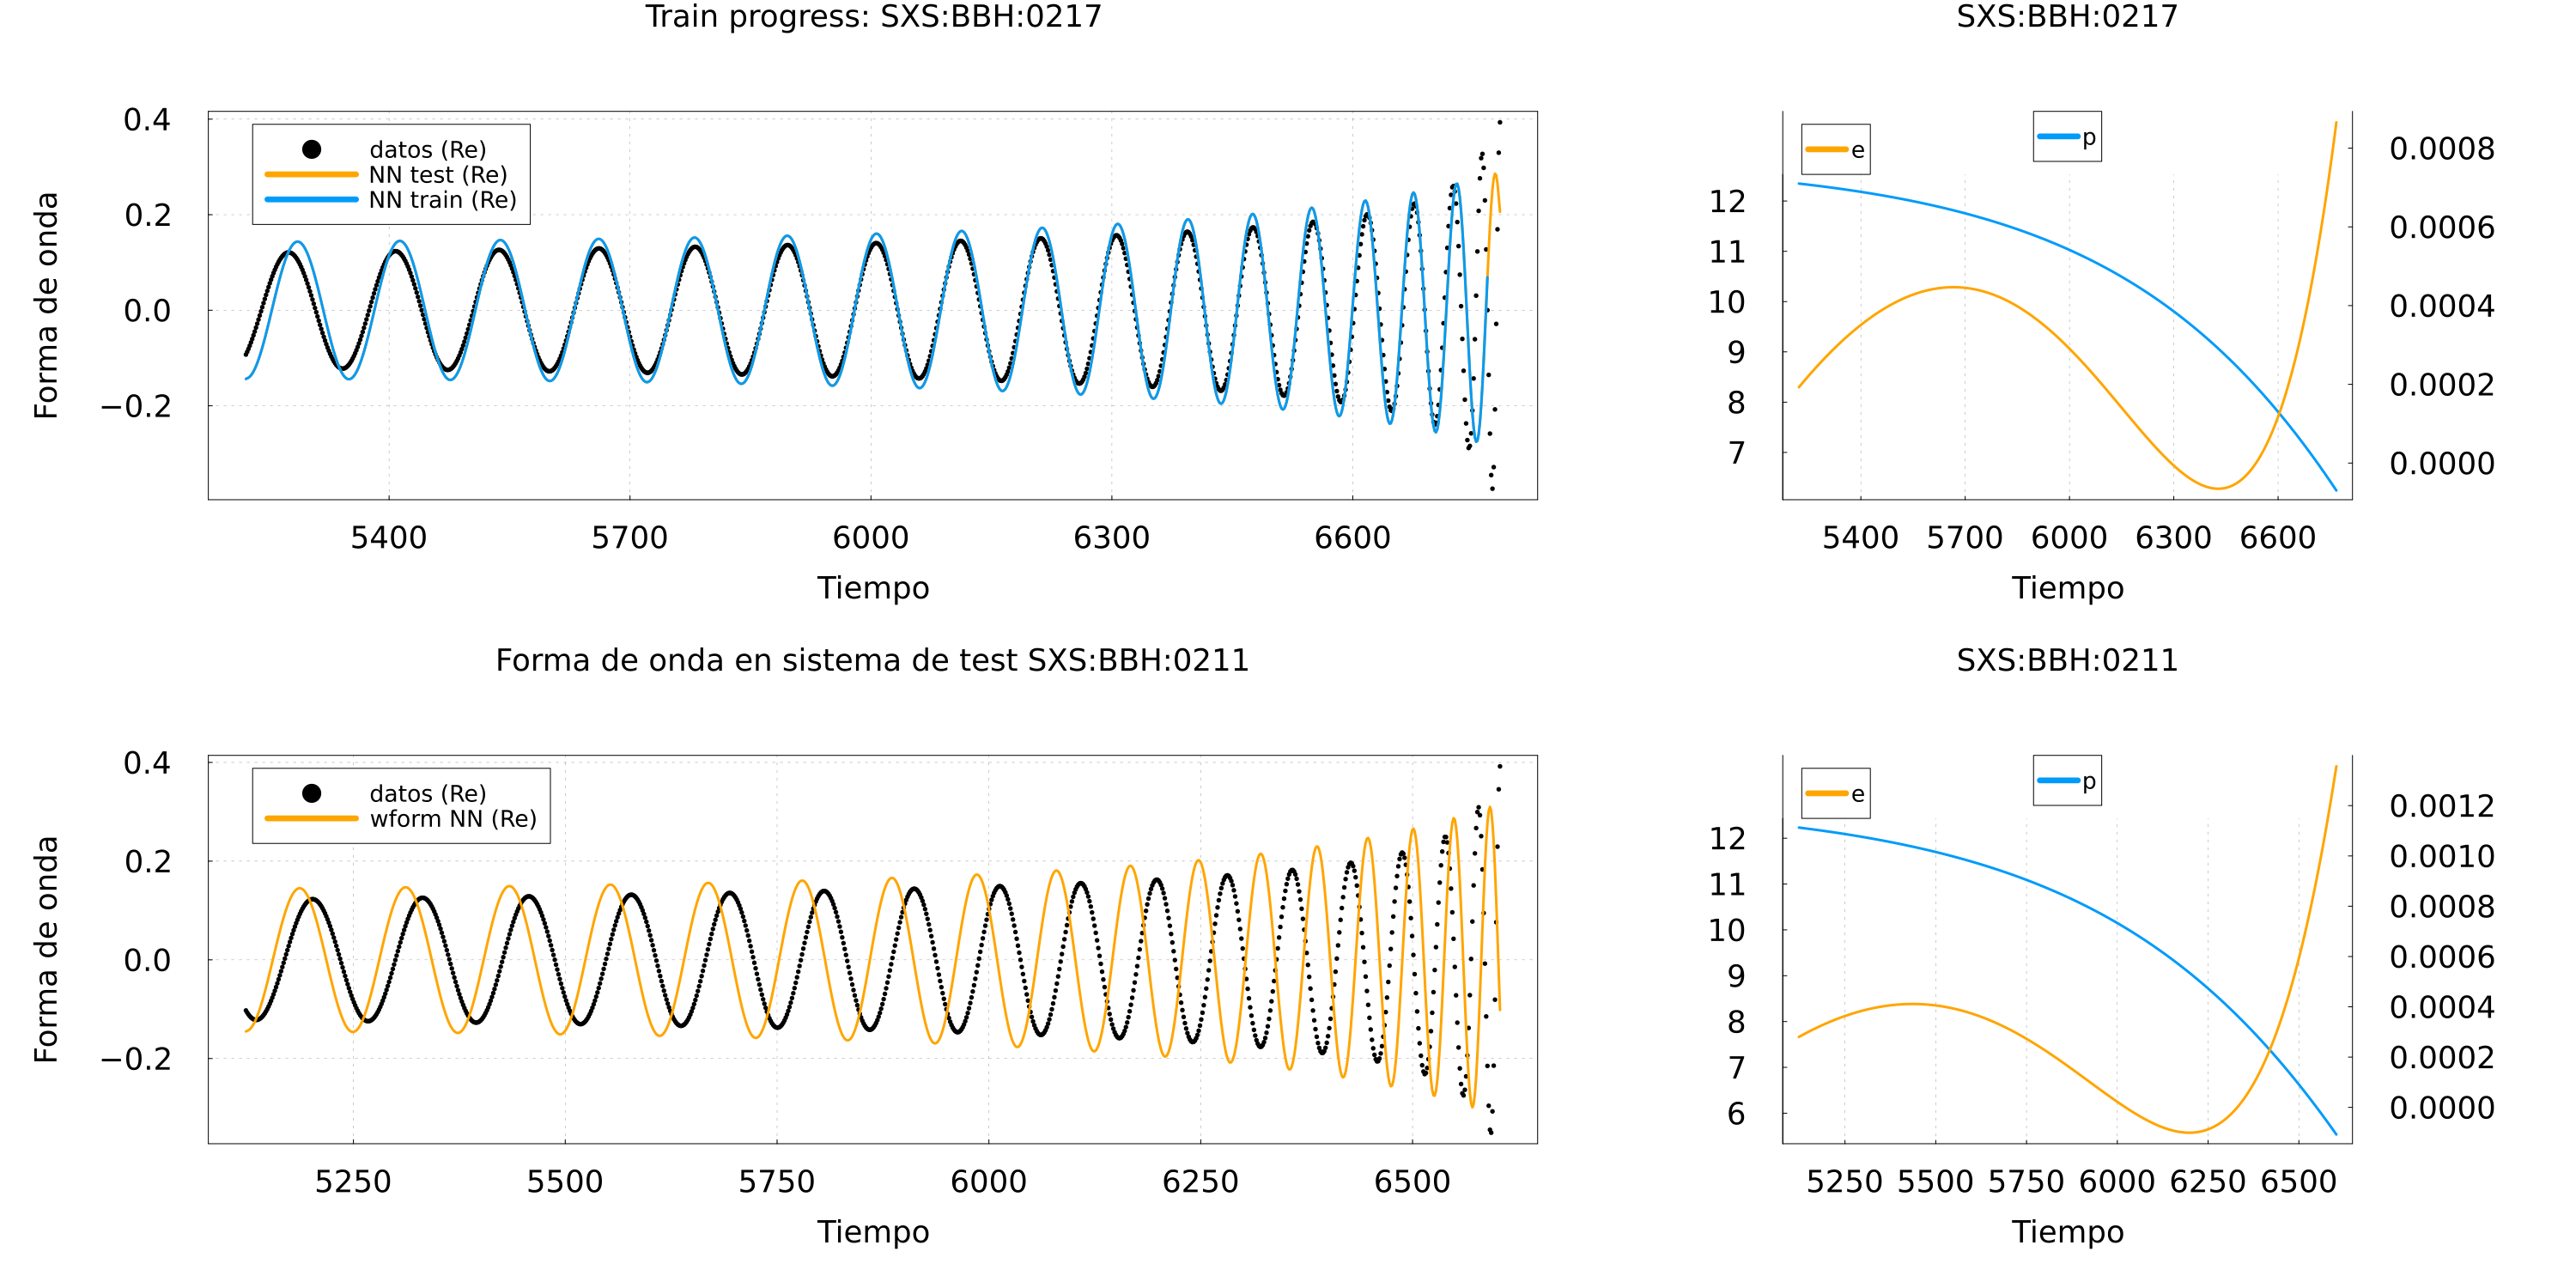 Train progress: SXS:BBH:0217
Forma de onda
0.4
0.2
0.0
−0.2
datos (Re)
NN test (Re)
NN train (Re)
5400 5700 6000 6300 6600
Tiempo
SXS:BBH:0217
e
p
12
11
10
9
8
7
0.0008
0.0006
0.0004
0.0002
0.0000
5400 5700 6000 6300 6600
Tiempo
Forma de onda en sistema de test SXS:BBH:0211
Forma de onda
0.4
0.2
0.0
−0.2
datos (Re)
wform NN (Re)
5250 5500 5750 6000 6250 6500
Tiempo
SXS:BBH:0211
e
p
12
11
10
9
8
7
6
0.0012
0.0010
0.0008
0.0006
0.0004
0.0002
0.0000
5250 5500 5750 6000 6250 6500
Tiempo